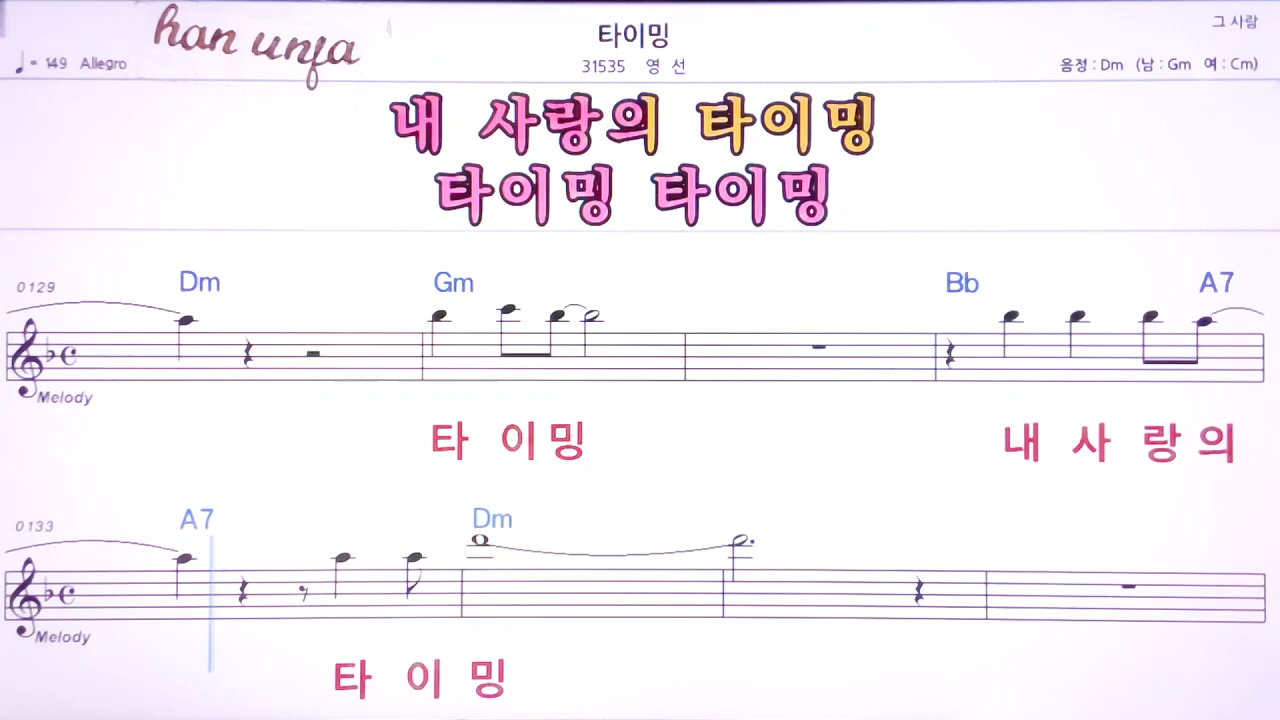 han unja
타이밍
그 사람
♩= 149 Allegro
31535 영 선
음정 : Dm (남 : Gm 여 : Cm)
내 사랑의 타이밍
타이밍 타이밍
0129 Dm Gm Bb A7
Melody
타 이 밍 내 사 랑 의
0133 A7 Dm
Melody
타 이 밍